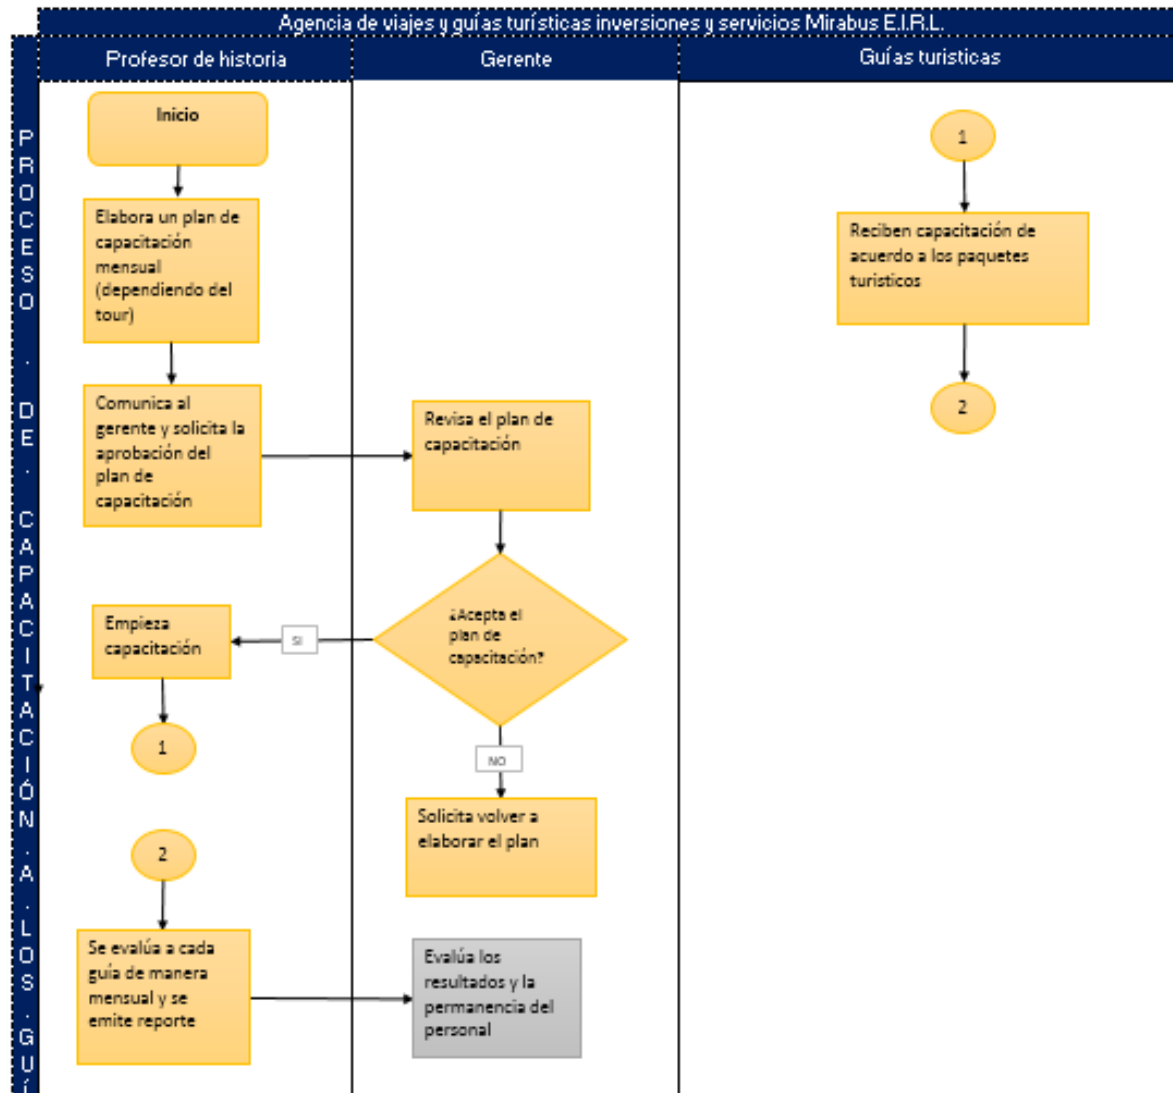 Agencia de viajes y guías turísticas inversiones y servicios Mirabus E.I.R.L.
Profesor de historia
Gerente
Guías turisticas
PROCESO . DE . CAPACITACIÓN . A . LOS . GUÍ
Inicio
Elabora un plan de
capacitación
mensual
(dependiendo del
tour)
Comunica al
gerente y solicita la
aprobación del
plan de
capacitación
Revisa el plan de
capacitación
¿Acepta el
plan de
capacitación?
SI
Empieza
capacitación
1
NO
Solicita volver a
elaborar el plan
2
Se evalúa a cada
guía de manera
mensual y se
emite reporte
Evalúa los
resultados y la
permanencia del
personal
1
Reciben capacitación de
acuerdo a los paquetes
turisticos
2